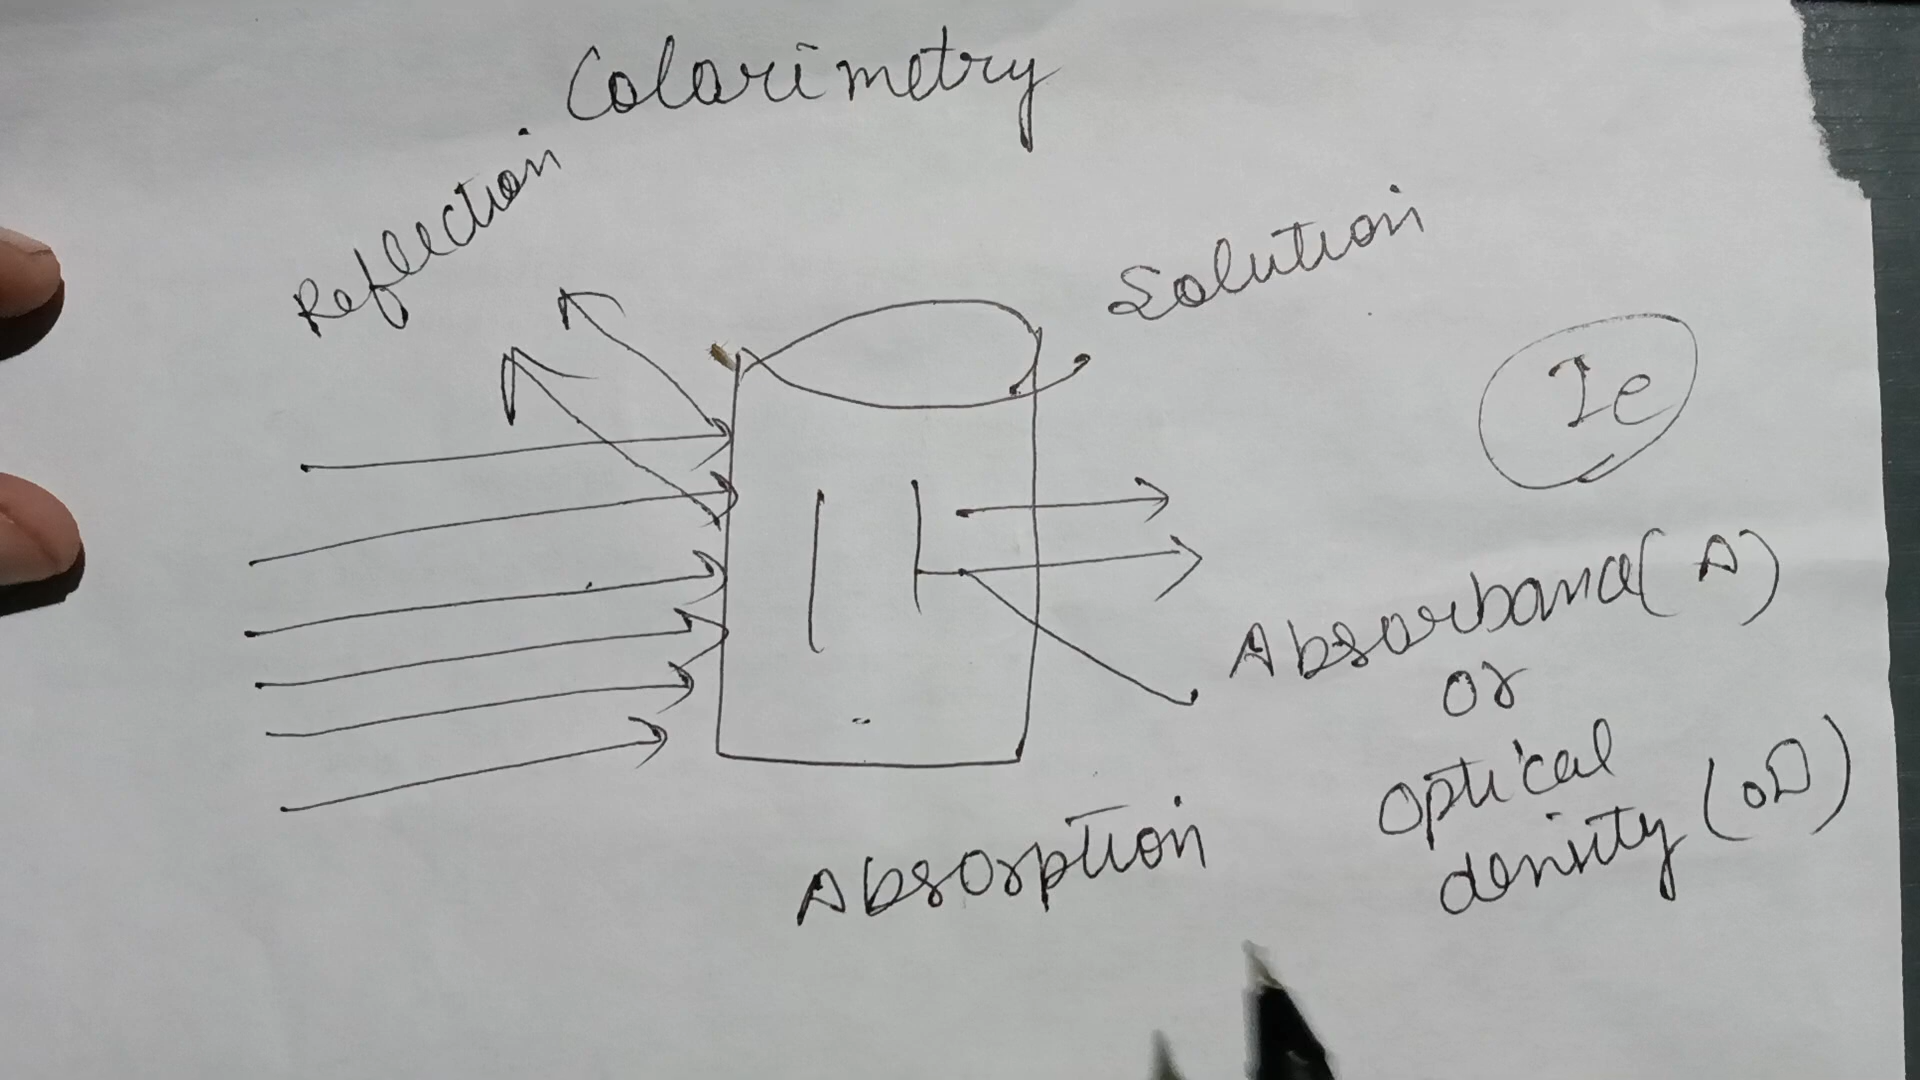 Colorimetry
Reflection
Solution
Ie
Absorbance (A)
or
Optical
density (OD)
Absorption